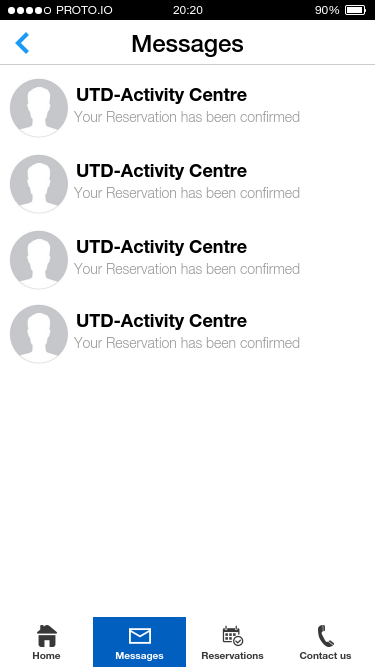 PROTO.IO 20:20 90%
Messages
UTD-Activity Centre
Your Reservation has been confirmed
UTD-Activity Centre
Your Reservation has been confirmed
UTD-Activity Centre
Your Reservation has been confirmed
UTD-Activity Centre
Your Reservation has been confirmed
Home Messages Reservations Contact us